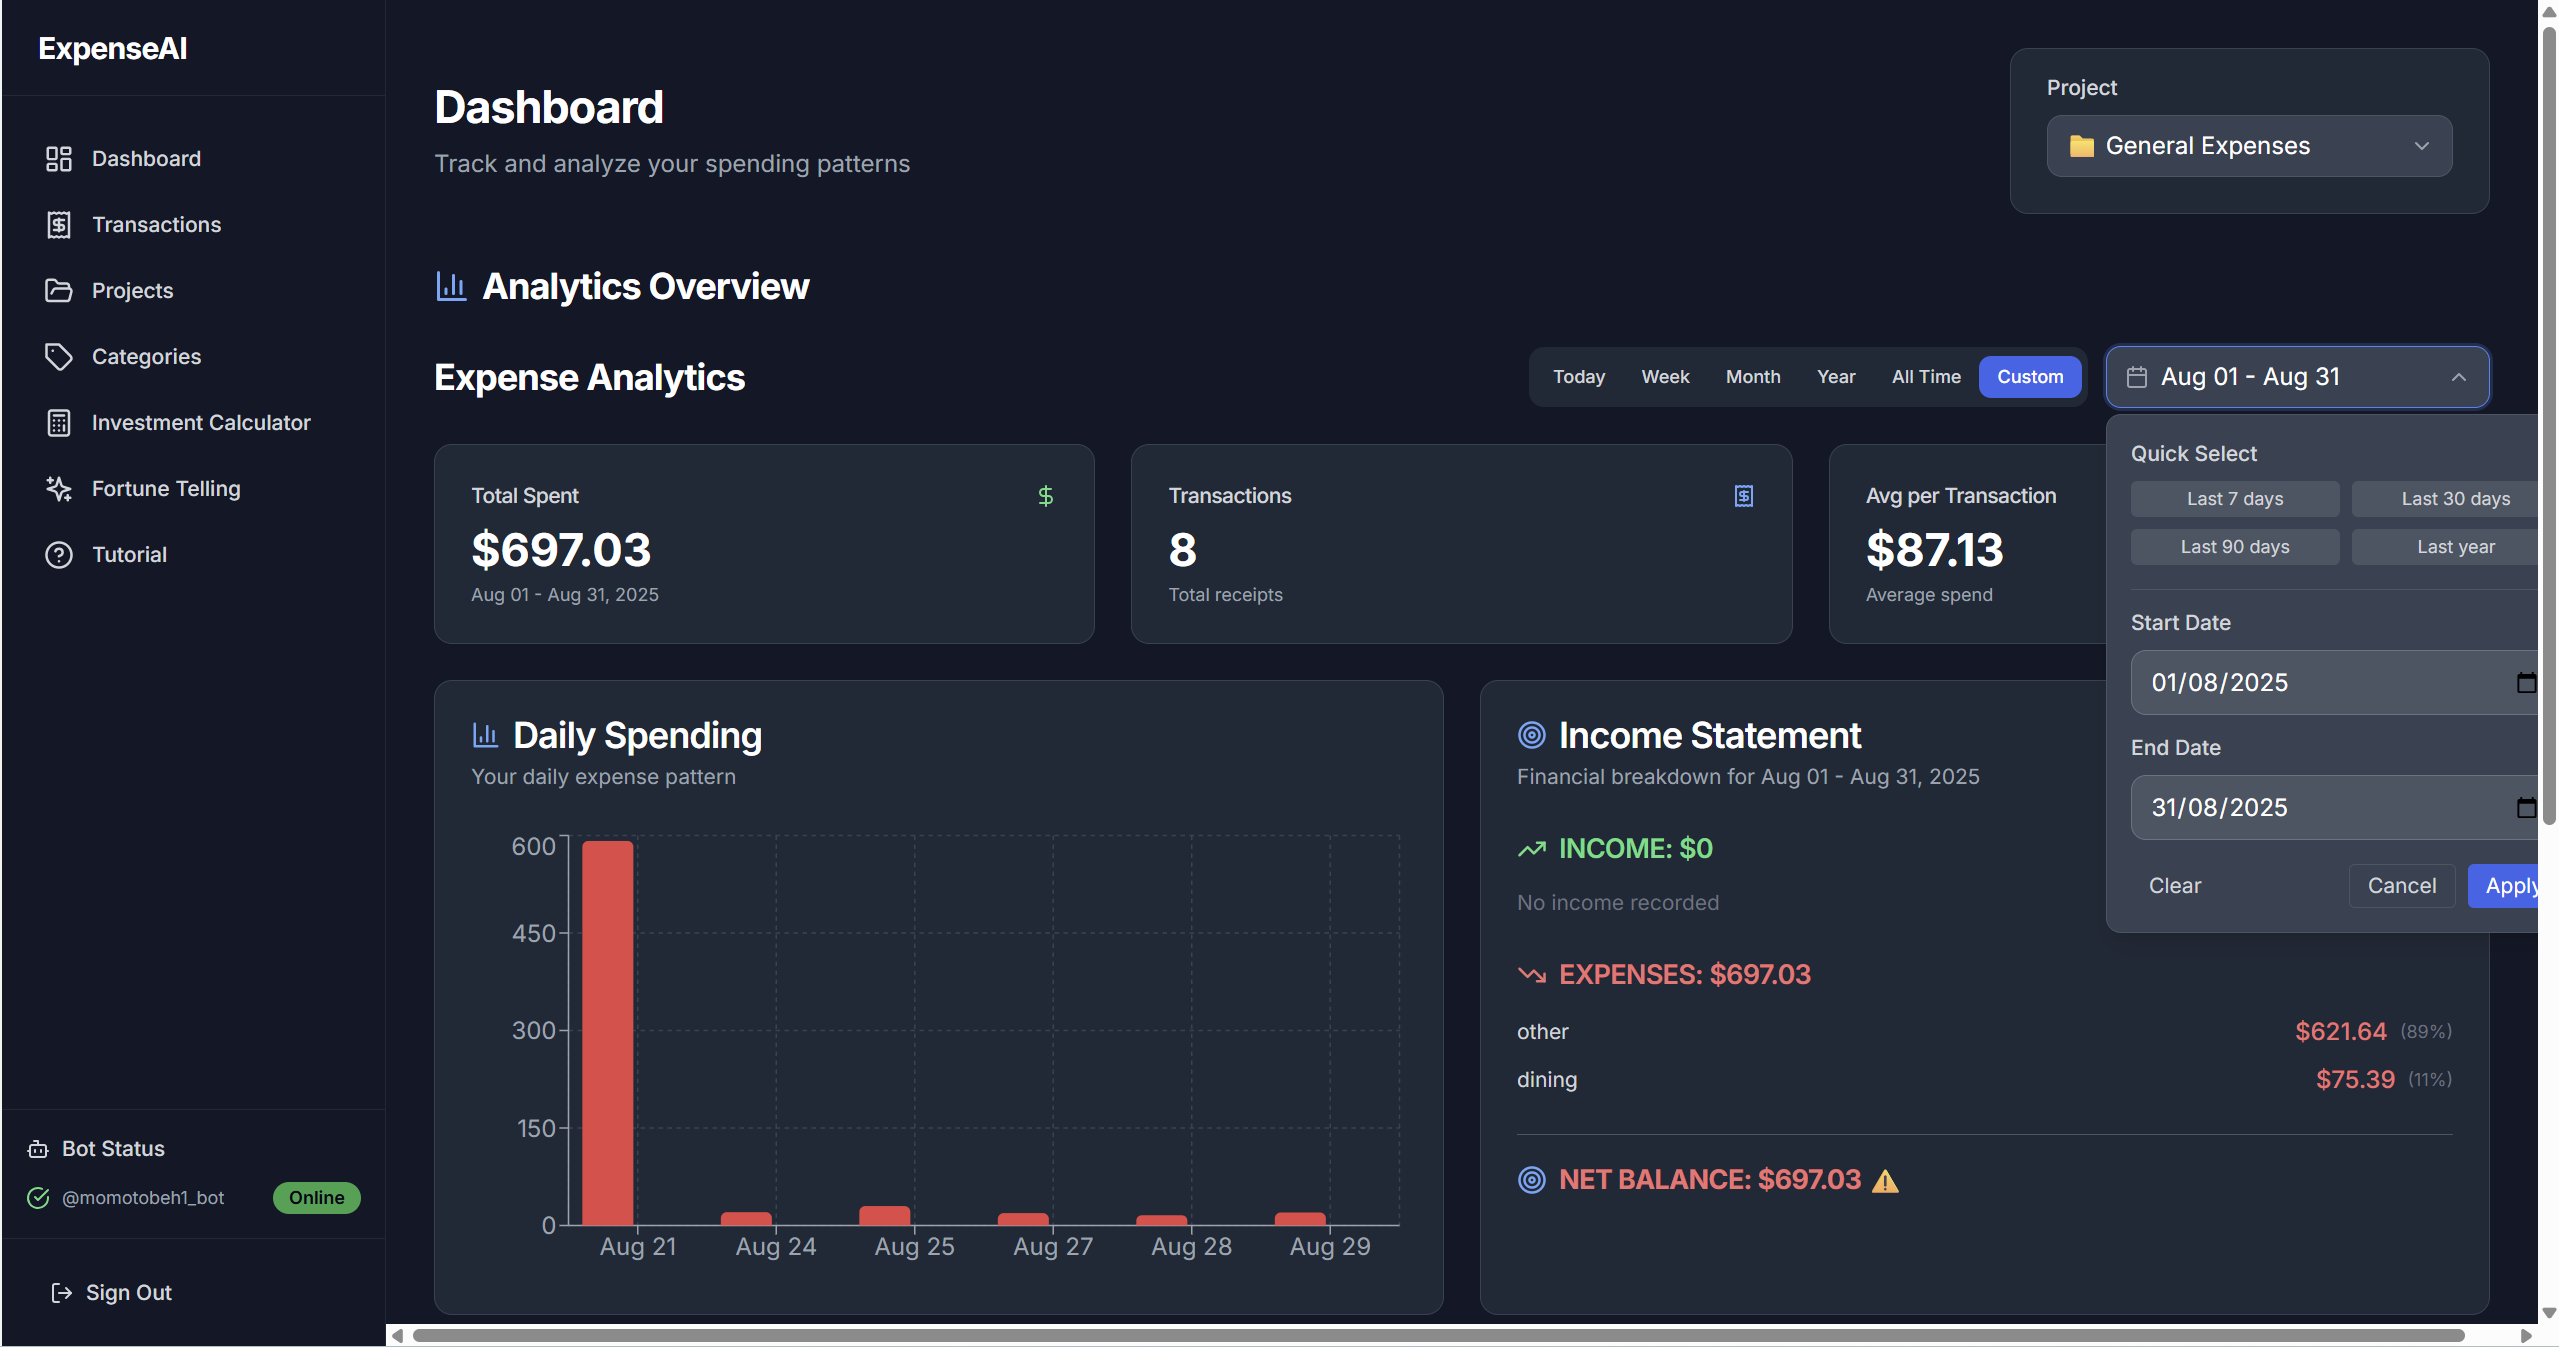 ExpenseAI
Dashboard
Transactions
Projects
Categories
Investment Calculator
Fortune Telling
Tutorial
Bot Status
@momotobeh1_bot
Online
Sign Out
Dashboard
Track and analyze your spending patterns
Project
General Expenses
Analytics Overview
Expense Analytics
Today Week Month Year All Time Custom
Aug 01 - Aug 31
Quick Select
Last 7 days Last 30 days
Last 90 days Last year
Start Date
01/08/2025
End Date
31/08/2025
Clear Cancel Apply
Total Spent
$697.03
Aug 01 - Aug 31, 2025
Transactions
8
Total receipts
Avg per Transaction
$87.13
Average spend
Daily Spending
Your daily expense pattern
600
450
300
150
0
Aug 21 Aug 24 Aug 25 Aug 27 Aug 28 Aug 29
Income Statement
Financial breakdown for Aug 01 - Aug 31, 2025
INCOME: $0
No income recorded
EXPENSES: $697.03
other $621.64 (89%)
dining $75.39 (11%)
NET BALANCE: $697.03